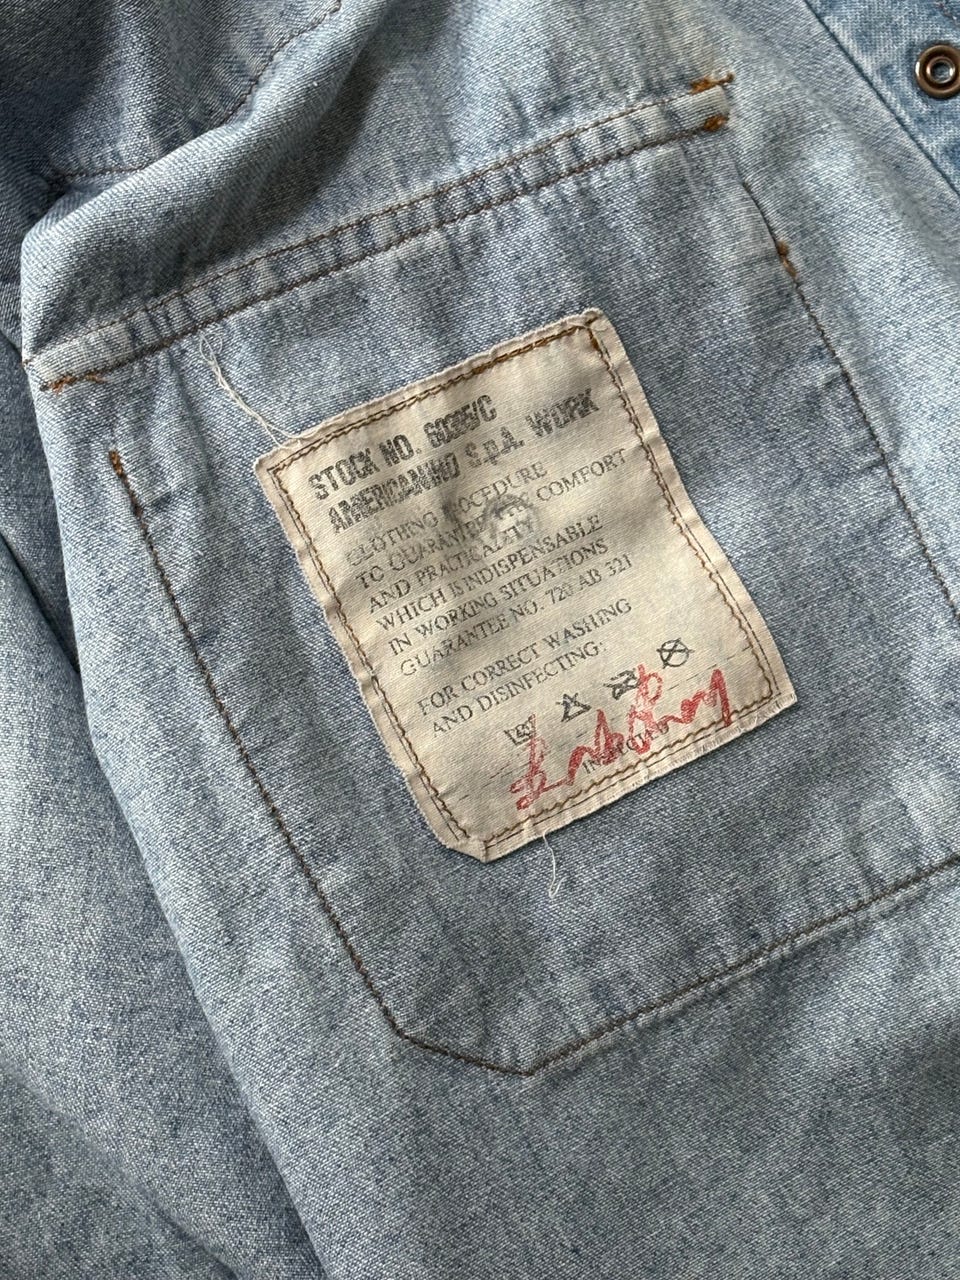 STOCK NO.
AMERICANINO S.p.A. WORK
CLOTHING PROCEDURE
TO GUARANTEE THE COMFORT
AND PRACTICALITY
WHICH IS INDISPENSABLE
IN WORKING SITUATIONS
GUARANTEE NO. 720 AB 321
FOR CORRECT WASHING
AND DISINFECTING:
INSPECTED